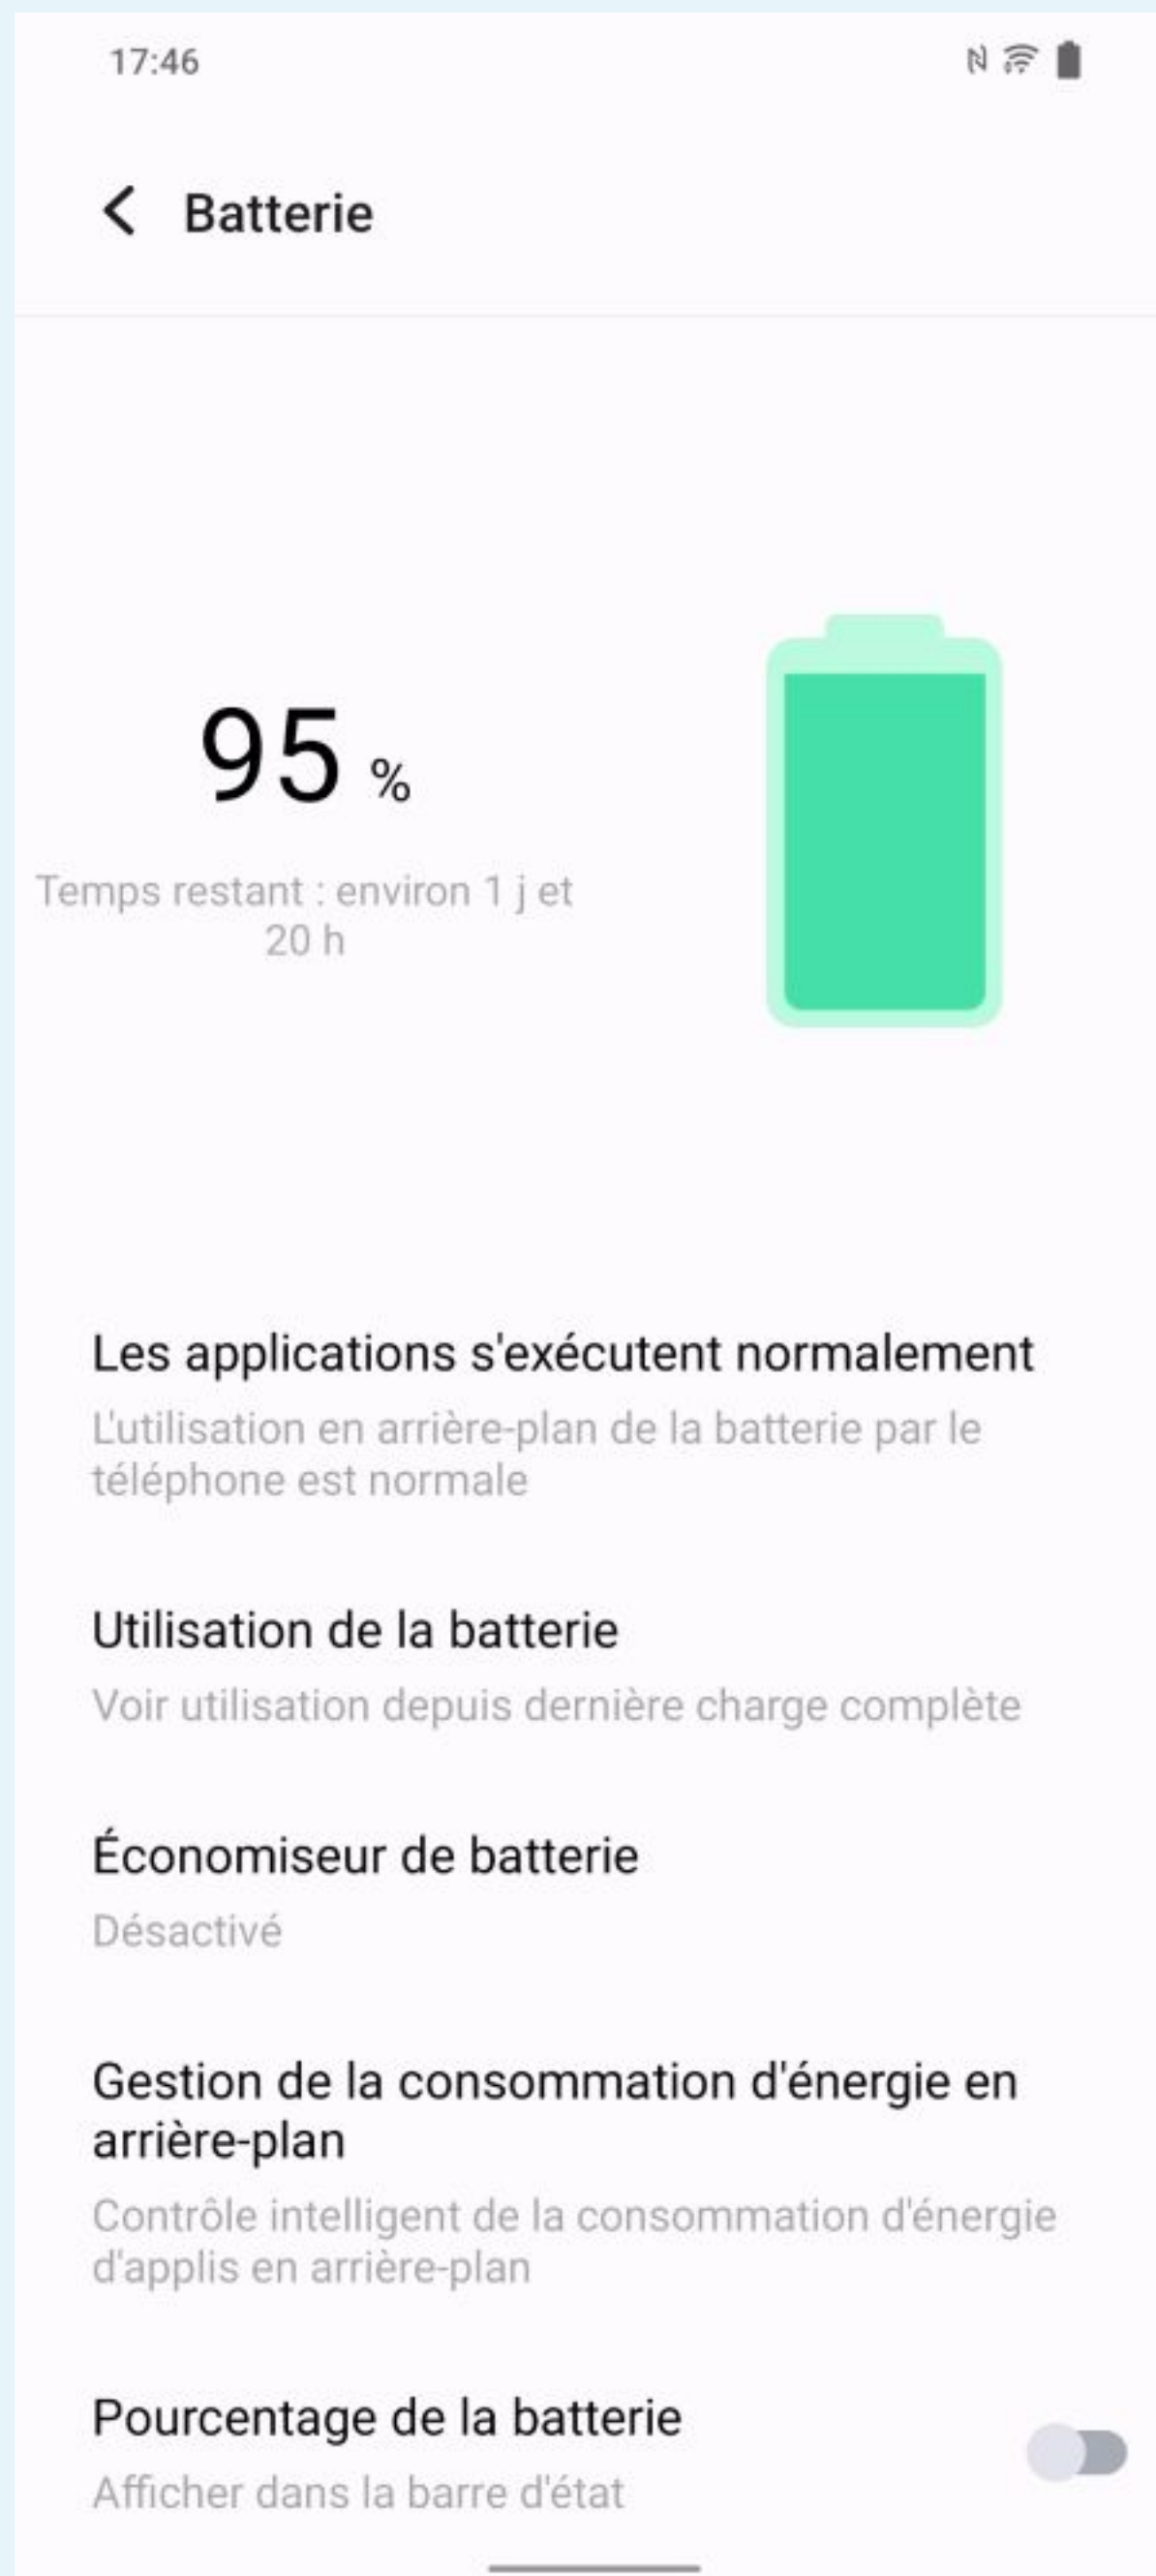 17:46
Batterie
95 %
Temps restant : environ 1 j et
20 h
Les applications s'exécutent normalement
L'utilisation en arrière-plan de la batterie par le
téléphone est normale
Utilisation de la batterie
Voir utilisation depuis dernière charge complète
Économiseur de batterie
Désactivé
Gestion de la consommation d'énergie en
arrière-plan
Contrôle intelligent de la consommation d'énergie
d'applis en arrière-plan
Pourcentage de la batterie
Afficher dans la barre d'état